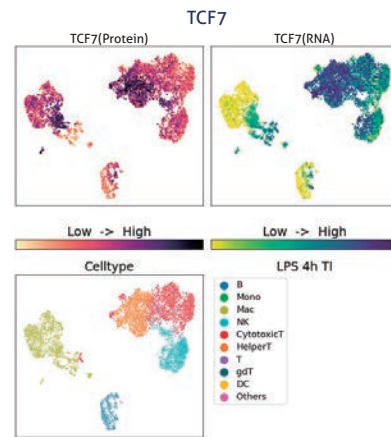 TCF7
TCF7(Protein)
TCF7(RNA)
Low -> High
Low -> High
Celltype
LPS 4h TI
B
Mono
Mac
NK
CytotoxicT
HelperT
T
gdT
DC
Others